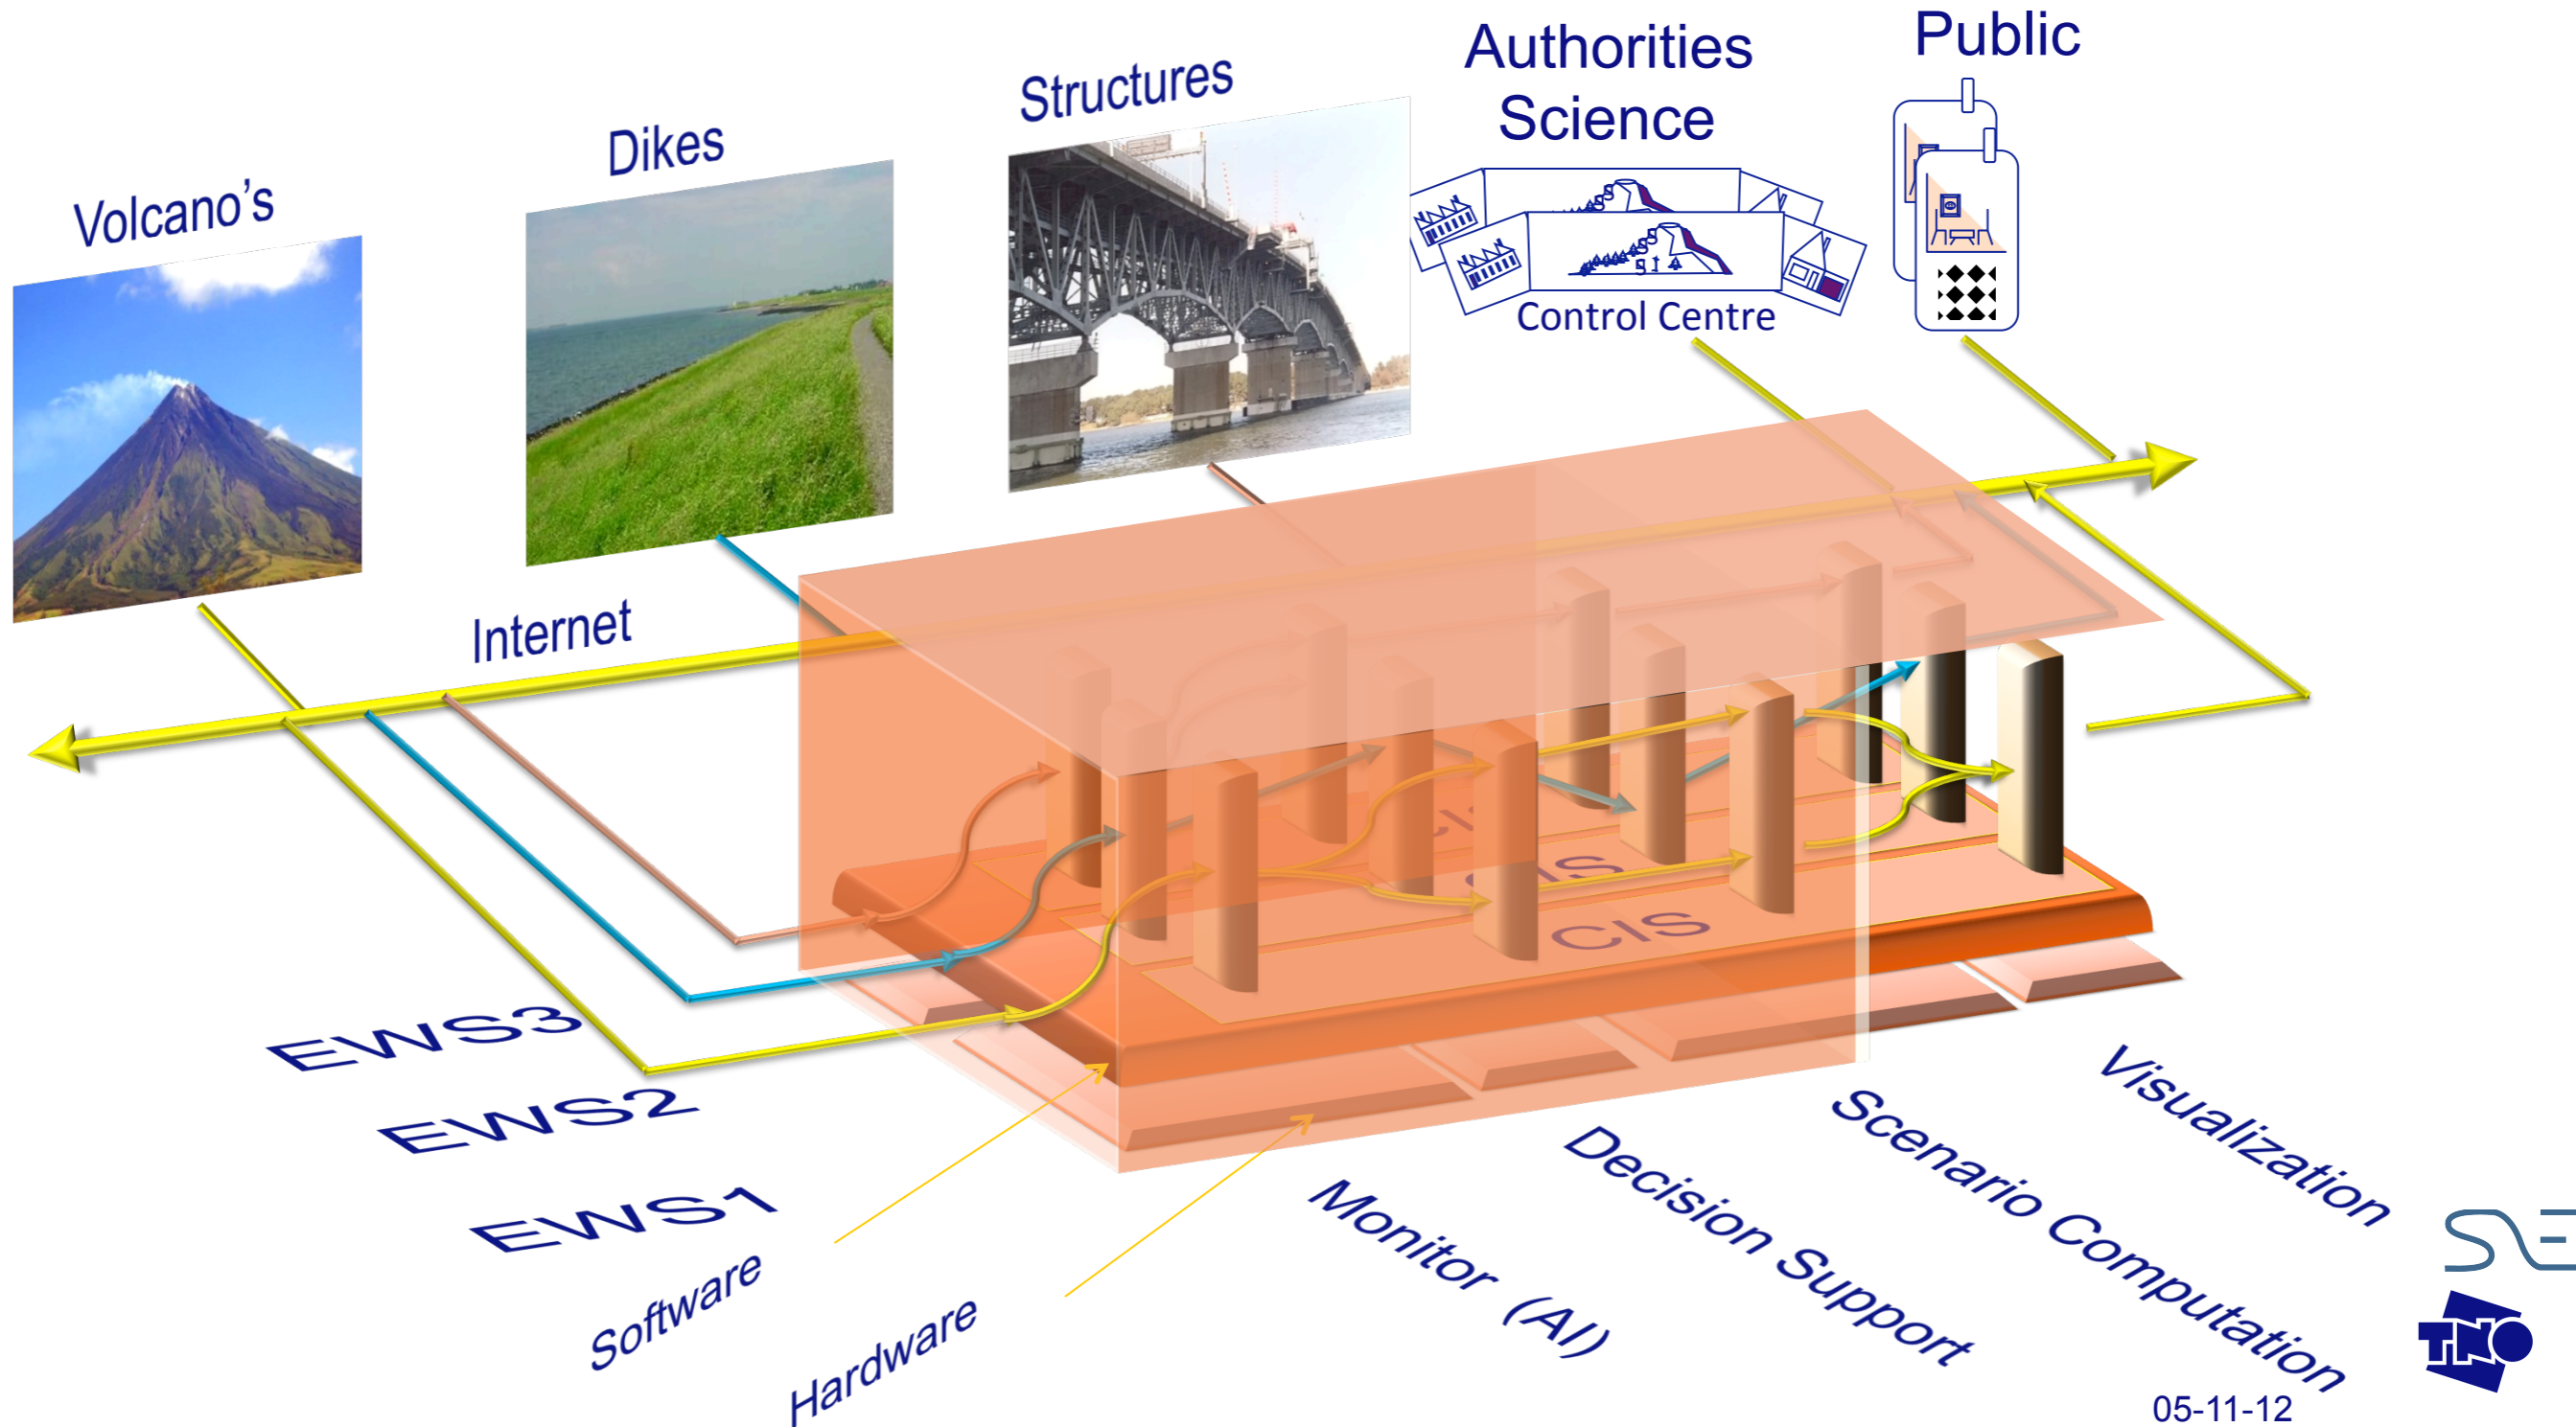 Authorities
Science
Public
Structures
Dikes
Volcano's
Control Centre
Internet
CIS
CIS
EWS3
EWS2
EWS1
Software
Hardware
Monitor (AI)
Decision Support
Scenario Computation
Visualization
TNO
05-11-12